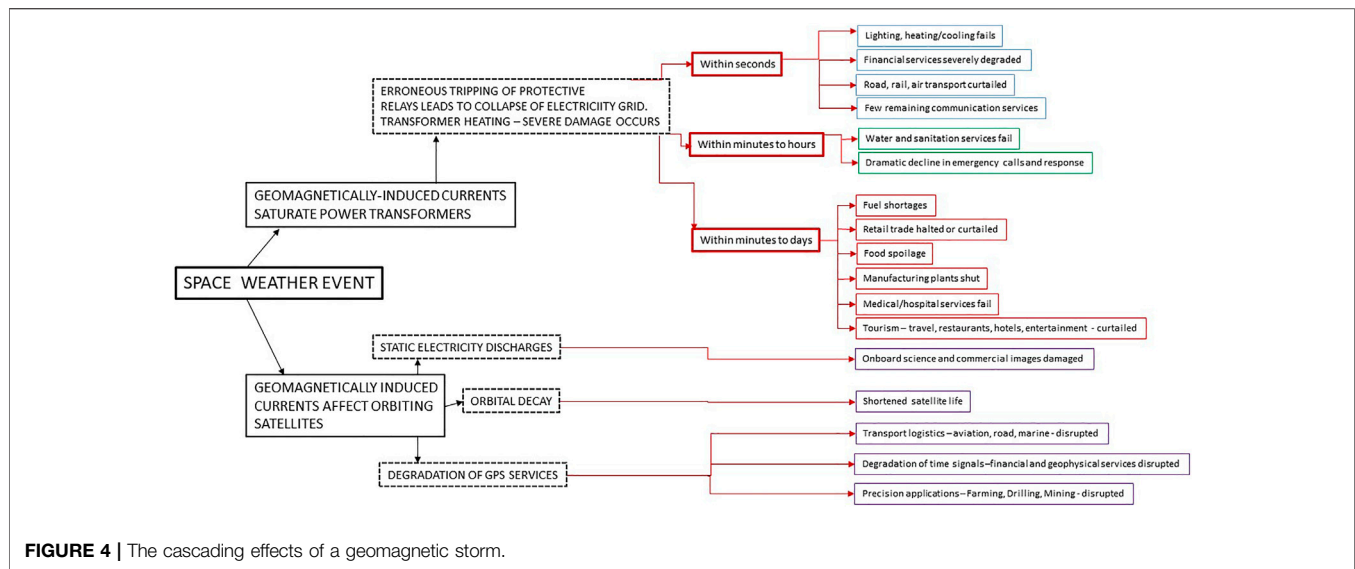 Lighting, heating/cooling fails
Within seconds
Financial services severely degraded
ERRONEOUS TRIPPING OF PROTECTIVE
RELAYS LEADS TO COLLAPSE OF ELECTRICIITY GRID.
TRANSFORMER HEATING – SEVERE DAMAGE OCCURS
Road, rail, air transport curtailed
Few remaining communication services
Within minutes to hours
Water and sanitation services fail
Dramatic decline in emergency calls and response
GEOMAGNETICALLY-INDUCED CURRENTS
SATURATE POWER TRANSFORMERS
Fuel shortages
Retail trade halted or curtailed
Within minutes to days
Food spoilage
Manufacturing plants shut
Medical/hospital services fail
Tourism – travel, restaurants, hotels, entertainment - curtailed
SPACE WEATHER EVENT
STATIC ELECTRICITY DISCHARGES
Onboard science and commercial images damaged
GEOMAGNETICALLY INDUCED
CURRENTS AFFECT ORBITING
SATELLITES
ORBITAL DECAY
Shortened satellite life
DEGRADATION OF GPS SERVICES
Transport logistics – aviation, road, marine - disrupted
Degradation of time signals–financial and geophysical services disrupted
Precision applications – Farming, Drilling, Mining - disrupted
FIGURE 4 | The cascading effects of a geomagnetic storm.